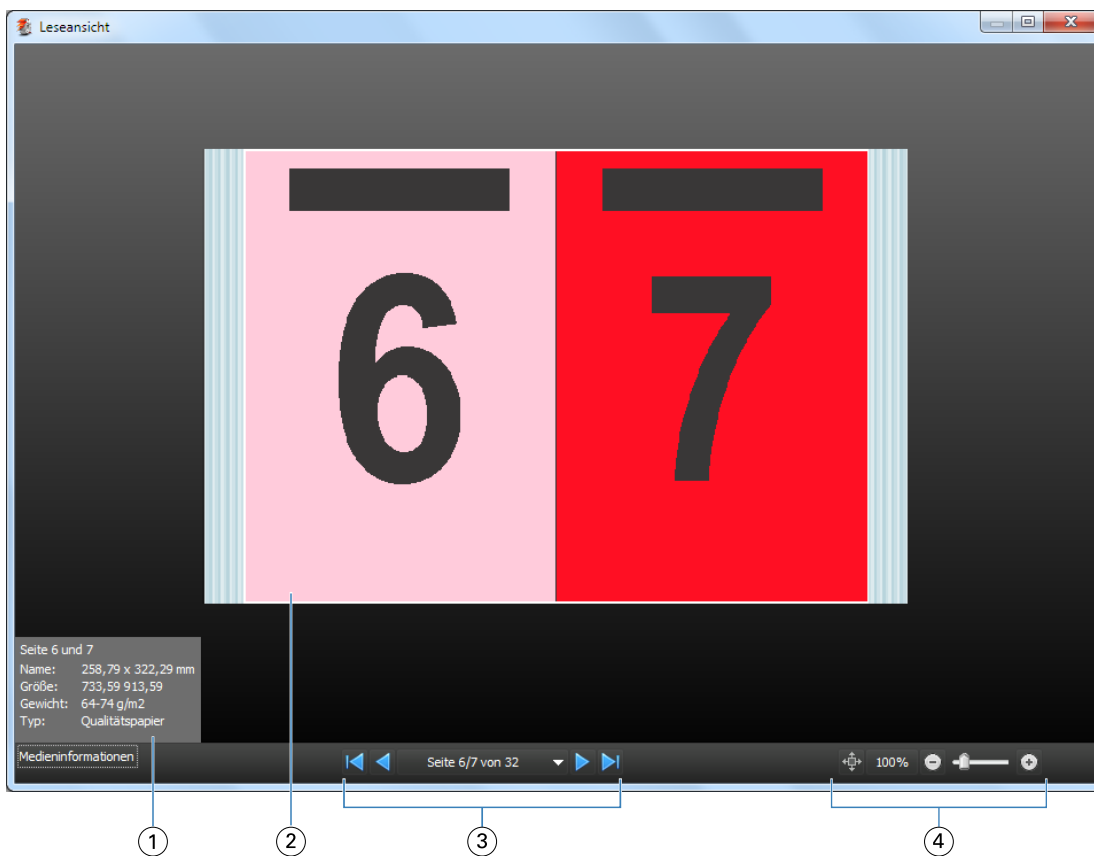 Leseansicht
6 7
Seite 6 und 7
Name: 258,79 x 322,29 mm
Größe: 733,59 913,59
Gewicht: 64-74 g/m2
Typ: Qualitätspapier
Medieninformationen Seite 6/7 von 32 100%
1 2 3 4